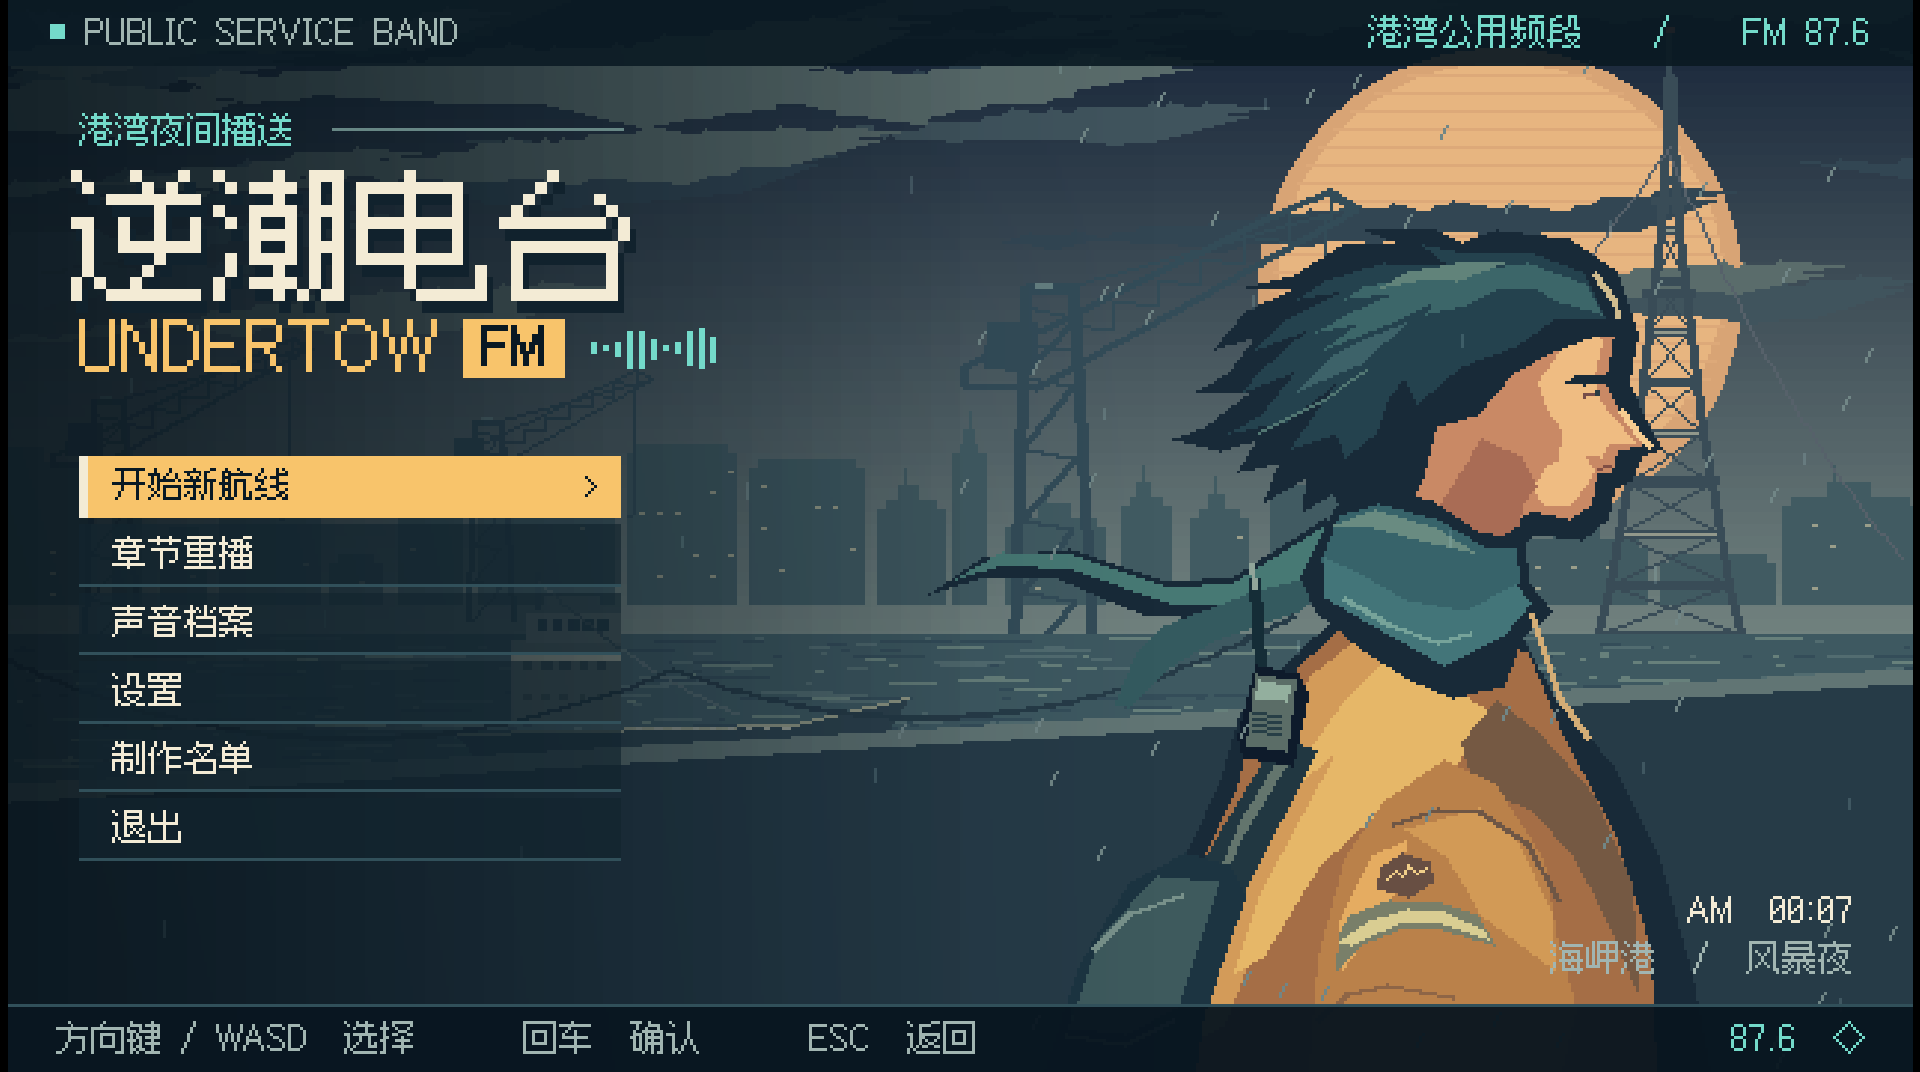 PUBLIC SERVICE BAND
港湾公用频段 / FM 87.6
港湾夜间播送
逆潮电台
UNDERTOW FM
开始新航线 >
章节重播
声音档案
设置
制作名单
退出
AM 00:07
海岬港 / 风暴夜
方向键 / WASD 选择 回车 确认 ESC 返回
87.6